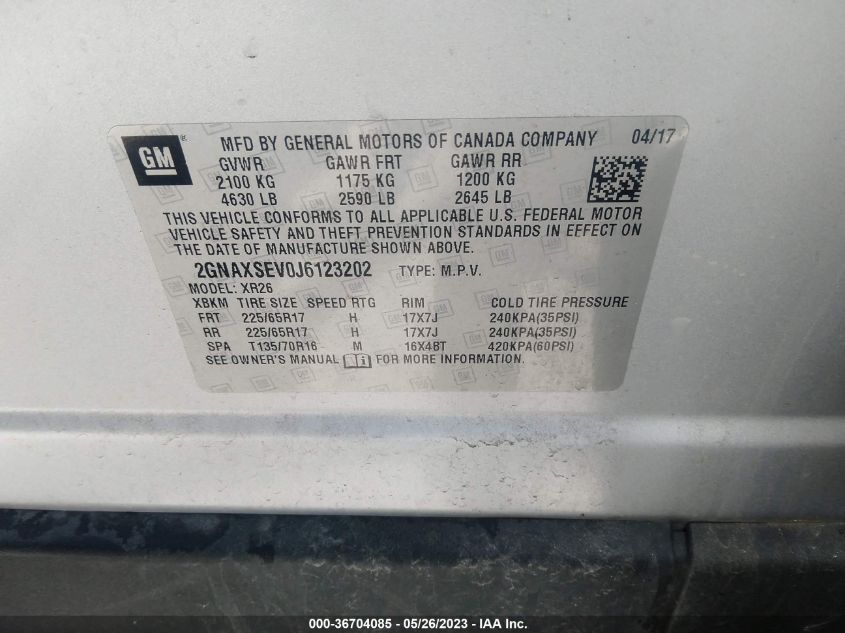 GM
MFD BY GENERAL MOTORS OF CANADA COMPANY 04/17
GVWR GAWR FRT GAWR RR
2100 KG 1175 KG 1200 KG
4630 LB 2590 LB 2645 LB
THIS VEHICLE CONFORMS TO ALL APPLICABLE U.S. FEDERAL MOTOR
VEHICLE SAFETY AND THEFT PREVENTION STANDARDS IN EFFECT ON
THE DATE OF MANUFACTURE SHOWN ABOVE.
2GNAXSEV0J6123202 TYPE: M.P.V.
MODEL: XR26
XBKM TIRE SIZE SPEED RTG RIM COLD TIRE PRESSURE
FRT 225/65R17 H 17X7J 240KPA(35PSI)
RR 225/65R17 H 17X7J 240KPA(35PSI)
SPA T135/70R16 M 16X4BT 420KPA(60PSI)
SEE OWNER'S MANUAL FOR MORE INFORMATION
000-36704085 - 05/26/2023 - IAA Inc.